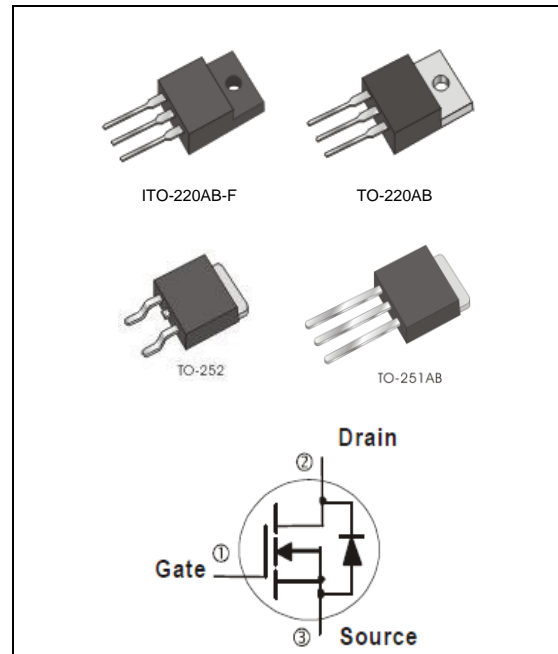 ITO-220AB-F
TO-220AB
TO-252
TO-251AB
Drain
②
①
Gate
③
Source